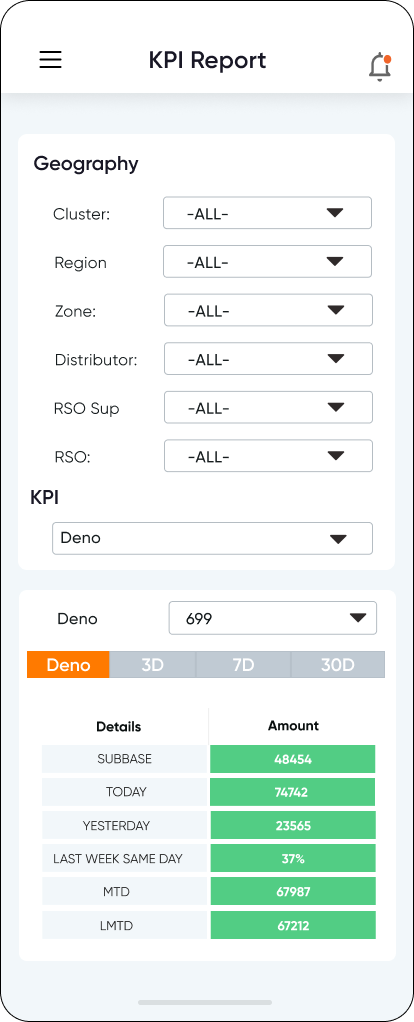 KPI Report
Geography
Cluster: -ALL-
Region -ALL-
Zone: -ALL-
Distributor: -ALL-
RSO Sup -ALL-
RSO: -ALL-
KPI
Deno
Deno 699
Deno 3D 7D 30D
Details Amount
SUBBASE 48454
TODAY 74742
YESTERDAY 23565
LAST WEEK SAME DAY 37%
MTD 67987
LMTD 67212